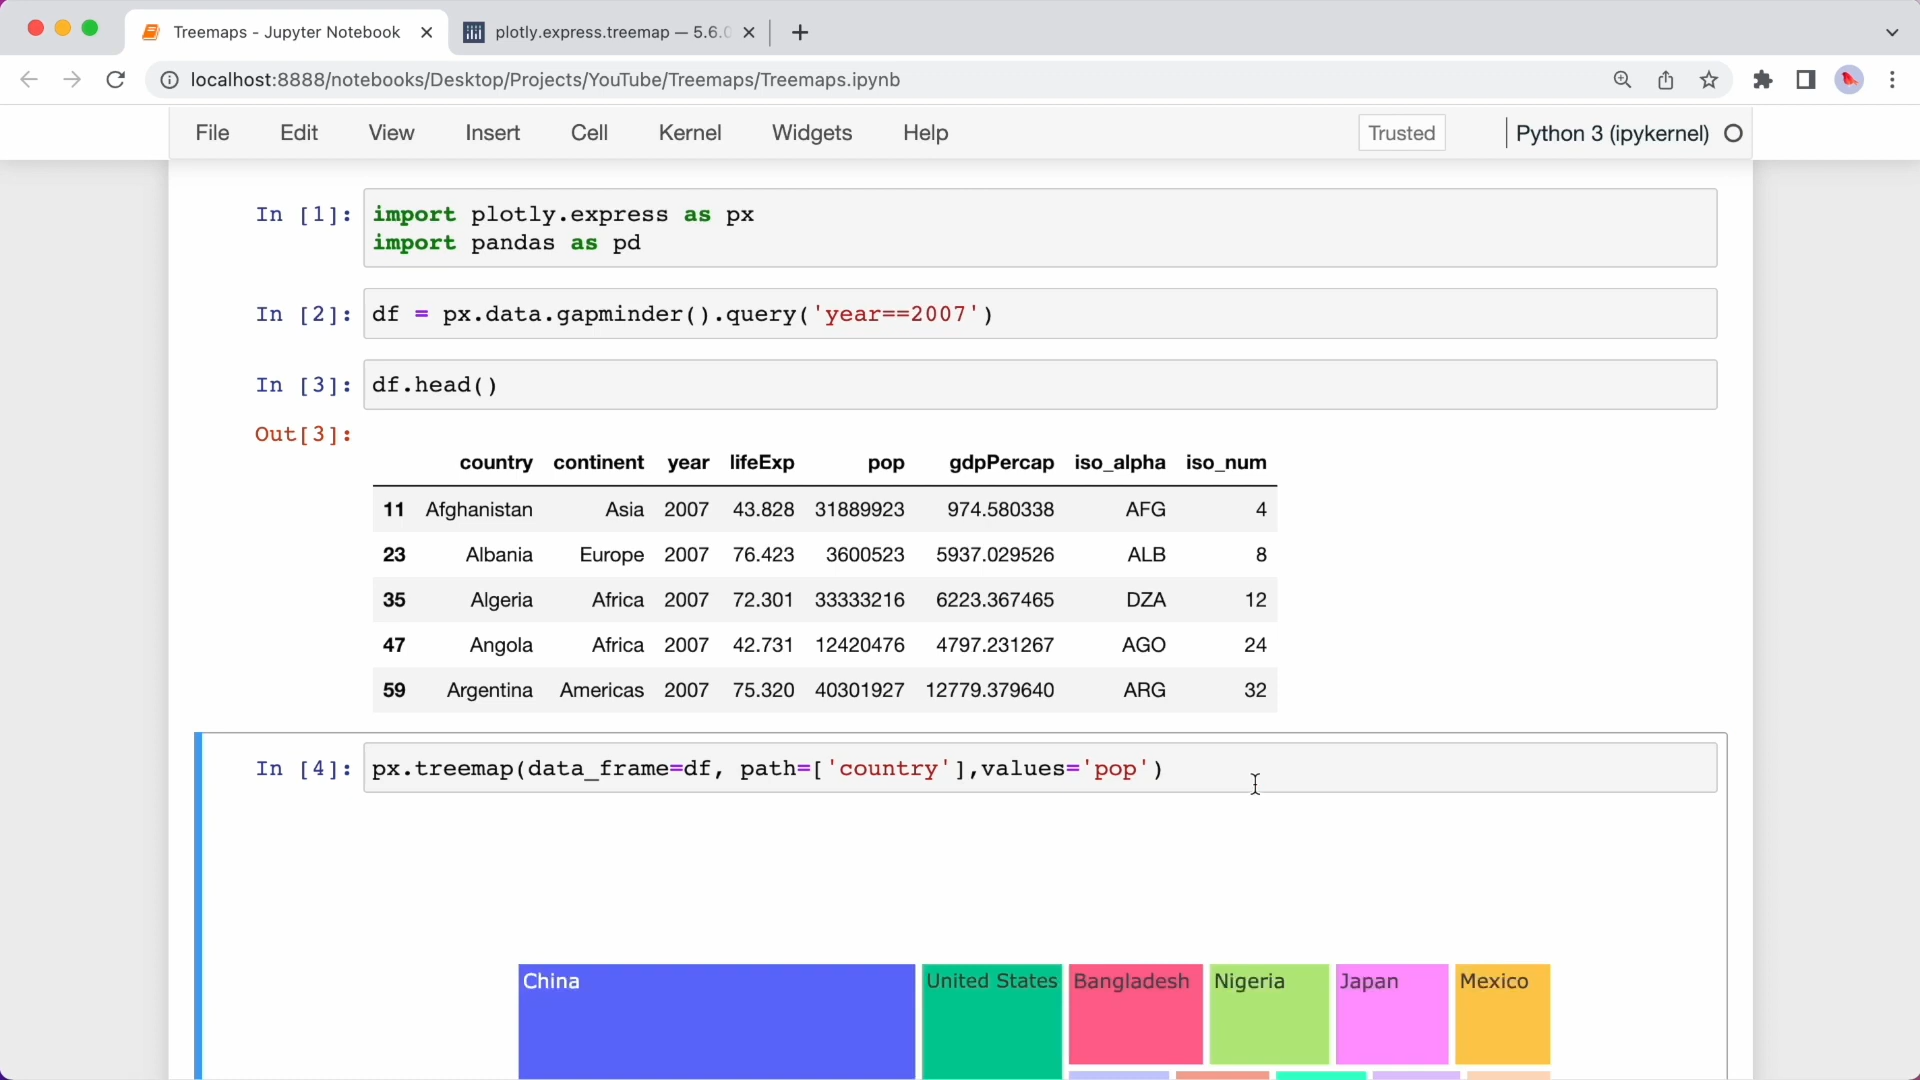 Treemaps - Jupyter Notebook
plotly.express.treemap — 5.6.0
localhost:8888/notebooks/Desktop/Projects/YouTube/Treemaps/Treemaps.ipynb
File Edit View Insert Cell Kernel Widgets Help Trusted Python 3 (ipykernel)
In [1]: import plotly.express as px
import pandas as pd
In [2]: df = px.data.gapminder().query('year==2007')
In [3]: df.head()
Out[3]:
country continent year lifeExp pop gdpPercap iso_alpha iso_num
11 Afghanistan Asia 2007 43.828 31889923 974.580338 AFG 4
23 Albania Europe 2007 76.423 3600523 5937.029526 ALB 8
35 Algeria Africa 2007 72.301 33333216 6223.367465 DZA 12
47 Angola Africa 2007 42.731 12420476 4797.231267 AGO 24
59 Argentina Americas 2007 75.320 40301927 12779.379640 ARG 32
In [4]: px.treemap(data_frame=df, path=['country'],values='pop')
China United States Bangladesh Nigeria Japan Mexico